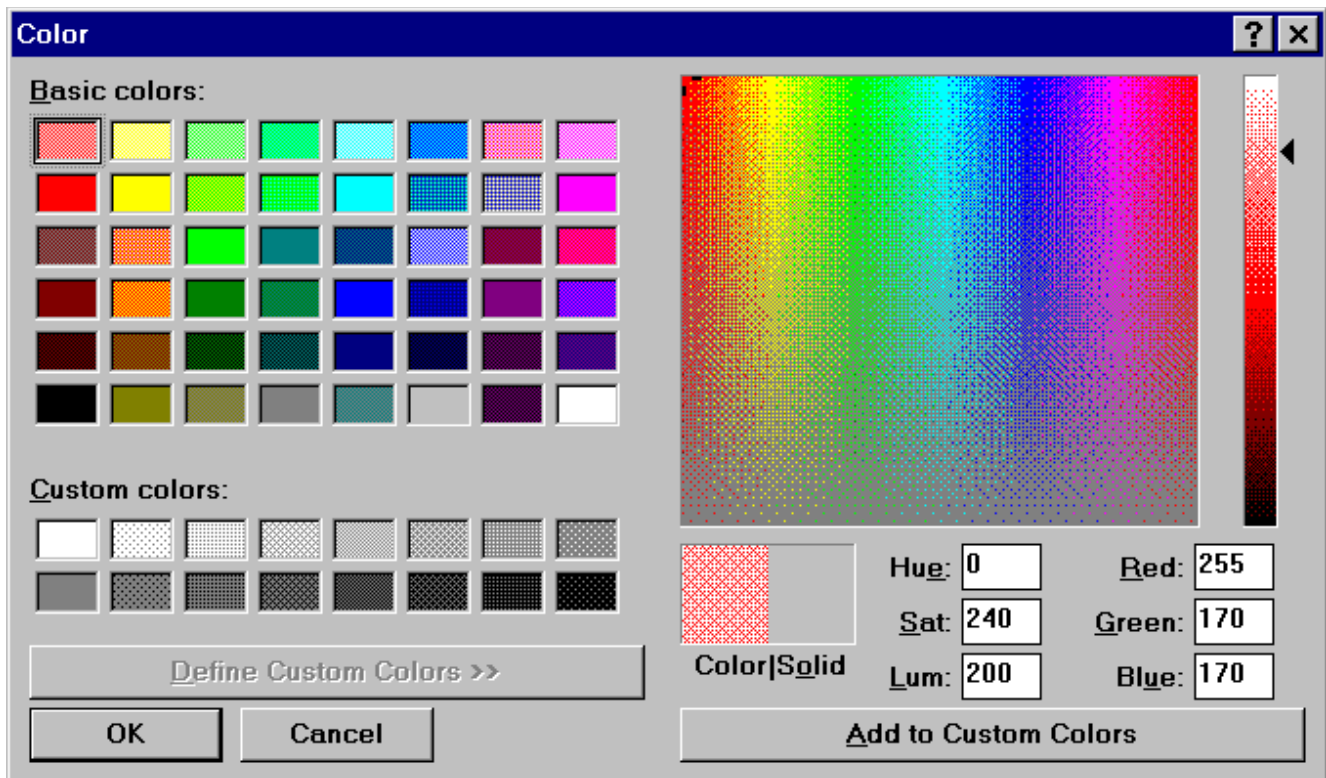 Color
Basic colors:
Custom colors:
Define Custom Colors >>
OK Cancel
Color|Solid
Hue: 0 Red: 255
Sat: 240 Green: 170
Lum: 200 Blue: 170
Add to Custom Colors